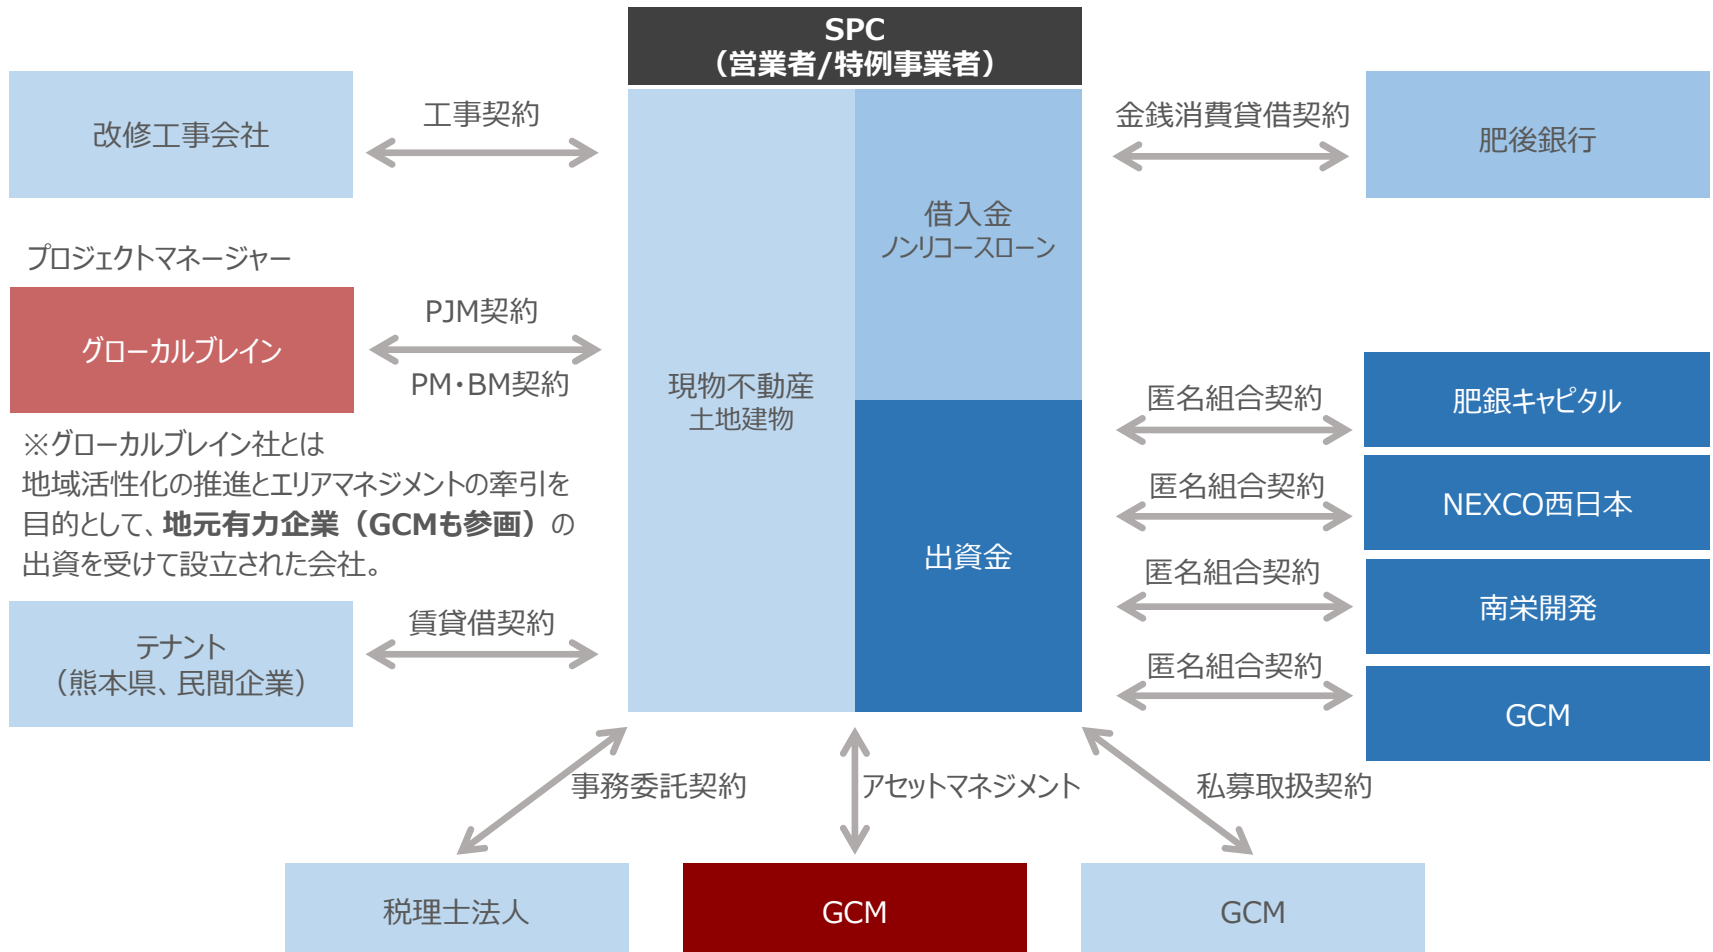 SPC
（営業者/特例事業者）
改修工事会社
工事契約
金銭消費貸借契約
肥後銀行
借入金
ノンリコースローン
プロジェクトマネージャー
グローカルブレイン
PJM契約
PM・BM契約
現物不動産
土地建物
※グローカルブレイン社とは
地域活性化の推進とエリアマネジメントの牽引を
目的として、地元有力企業（GCMも参画）の
出資を受けて設立された会社。
匿名組合契約
肥銀キャピタル
匿名組合契約
NEXCO西日本
出資金
匿名組合契約
南栄開発
匿名組合契約
GCM
テナント
（熊本県、民間企業）
賃貸借契約
事務委託契約
アセットマネジメント
私募取扱契約
税理士法人
GCM
GCM